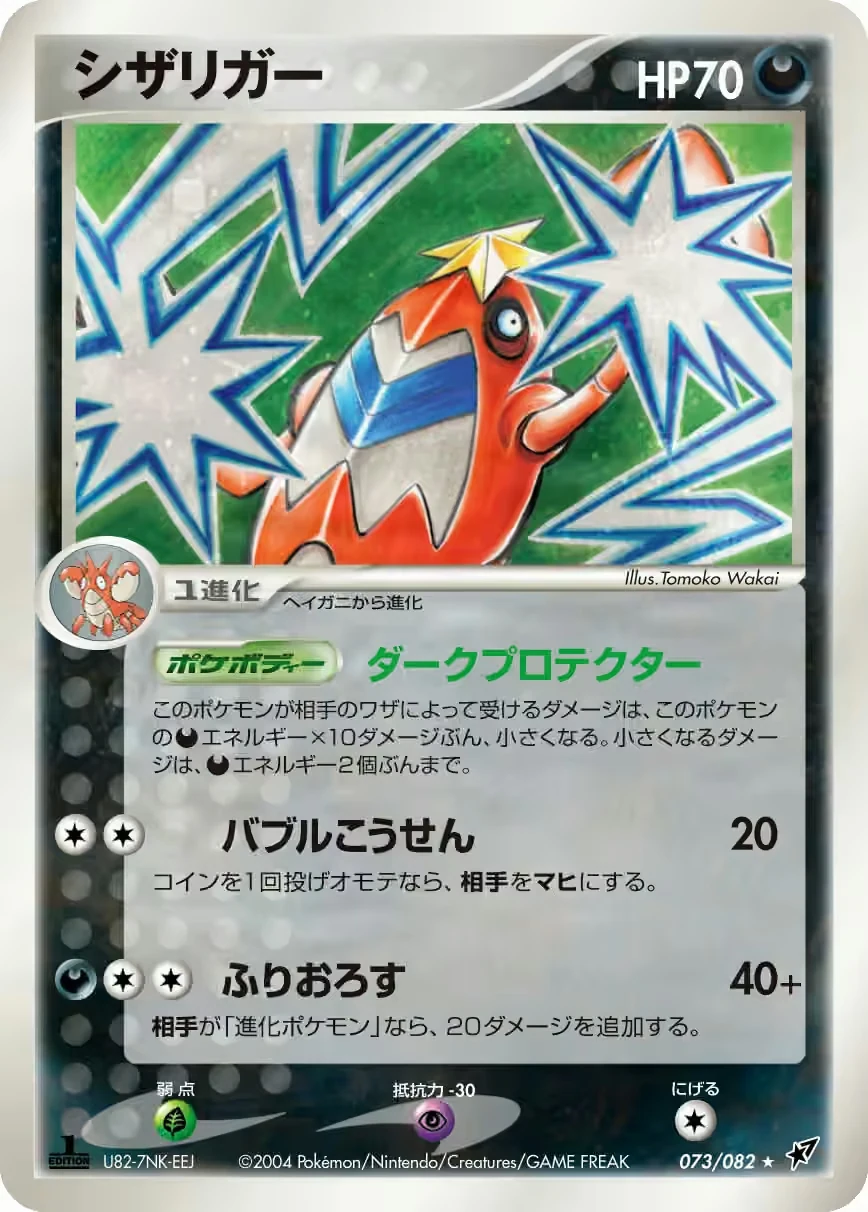 シザリガー
HP70
Illus.Tomoko Wakai
1進化
ヘイガニから進化
ポケボディー ダークプロテクター
このポケモンが相手のワザによって受けるダメージは、このポケモン
のエネルギー×10ダメージぶん、小さくなる。小さくなるダメー
ジは、エネルギー2個ぶんまで。
バブルこうせん 20
コインを1回投げオモテなら、相手をマヒにする。
ふりおろす 40+
相手が「進化ポケモン」なら、20ダメージを追加する。
弱点 抵抗力 -30 にげる
1 EDITION U82-7NK-EEJ ©2004 Pokémon/Nintendo/Creatures/GAME FREAK 073/082 ★